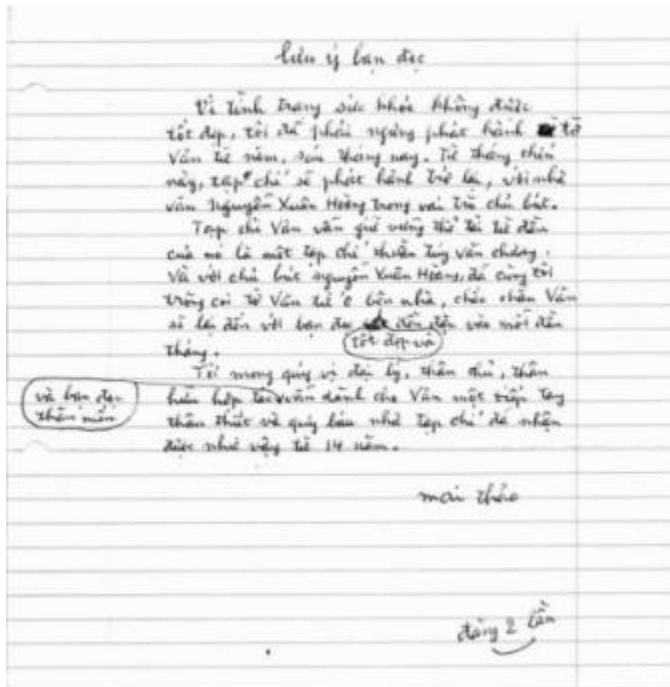 lưu ý bạn đọc
Vì tình trạng sức khỏe không được
tốt đẹp, tôi đã phải ngừng phát hành tờ
Văn từ năm, sáu tháng nay. Từ tháng chín
này, tạp chí sẽ phát hành trở lại, với nhà
văn Nguyễn Xuân Hoàng trong vai trò chủ bút.
Tạp chí Văn vẫn giữ vững thể tài từ đầu
của nó là một tạp chí thuần túy văn chương.
Và với chủ bút Nguyễn Xuân Hoàng, đã cùng tôi
trông coi tờ Văn từ ở bên nhà, chắc chắn Văn
sẽ lại đến với bạn đọc đều đặn vào mỗi đầu
tốt đẹp và
tháng.
Tôi mong quý vị đại lý, thân chủ, thân
và bạn đọc
thân mến
hữu hợp tác vẫn dành cho Văn một tiếp tay
thân thiết và quý báu như tạp chí đã nhận
được như vậy từ 14 năm.
mai thảo
đăng 2 lần